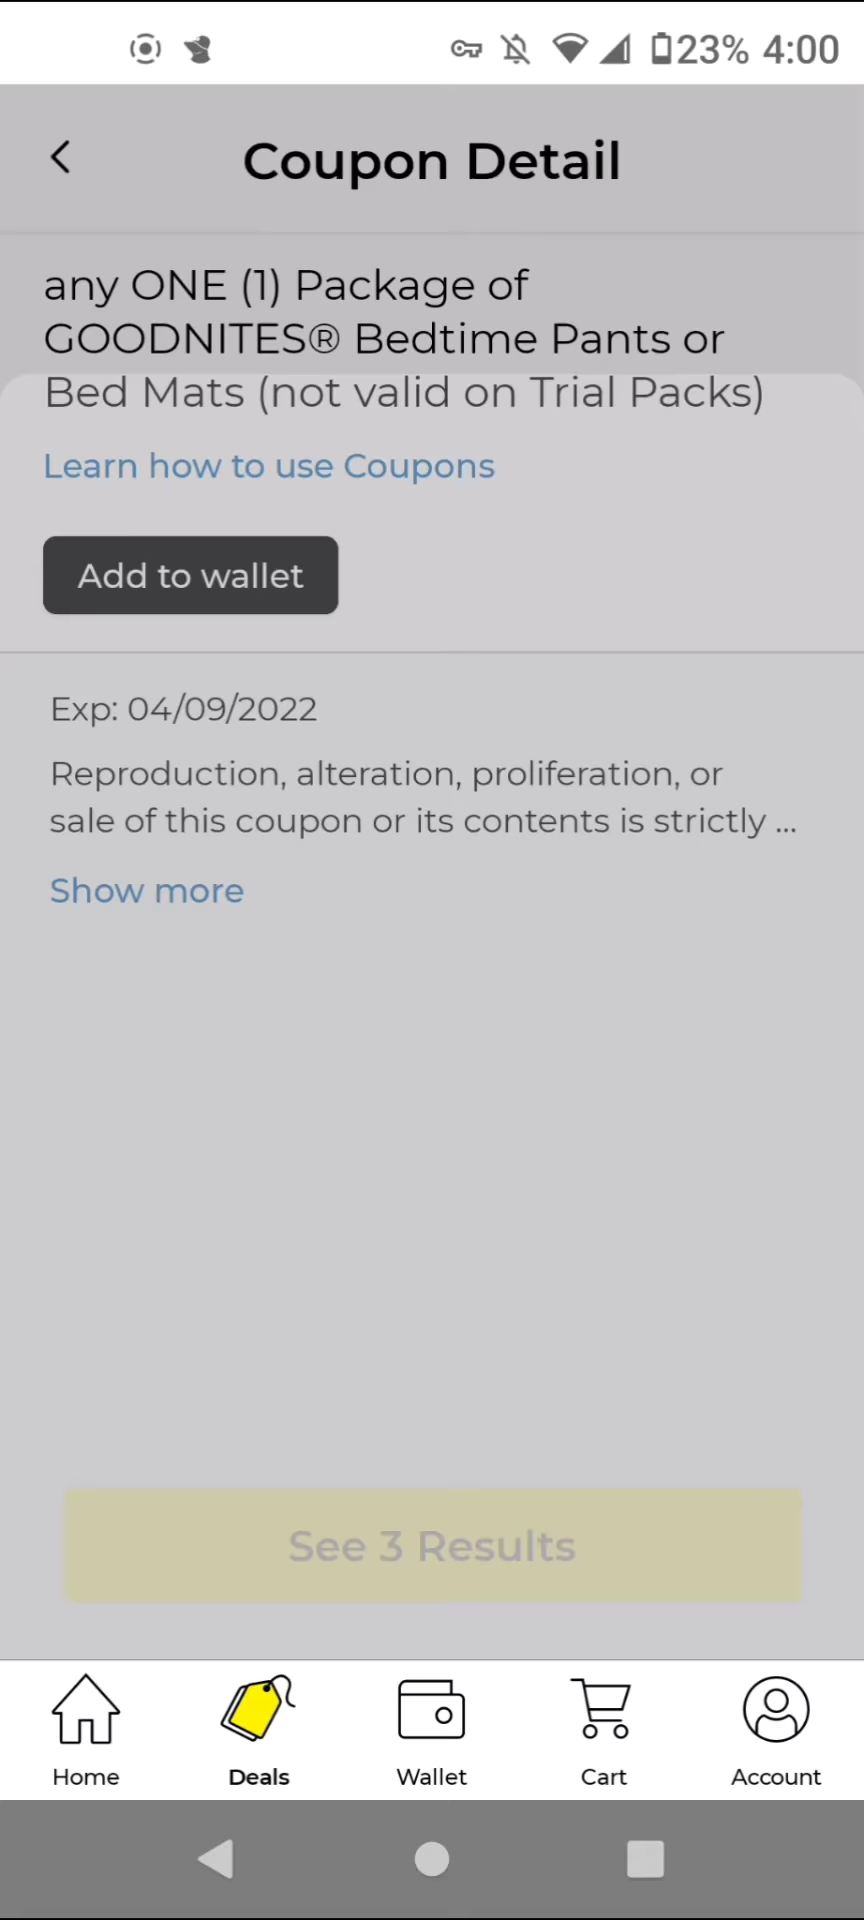 23% 4:00
Coupon Detail
any ONE (1) Package of
GOODNITES® Bedtime Pants or
Bed Mats (not valid on Trial Packs)
Learn how to use Coupons
Add to wallet
Exp: 04/09/2022
Reproduction, alteration, proliferation, or
sale of this coupon or its contents is strictly ...
Show more
See 3 Results
Home Deals Wallet Cart Account